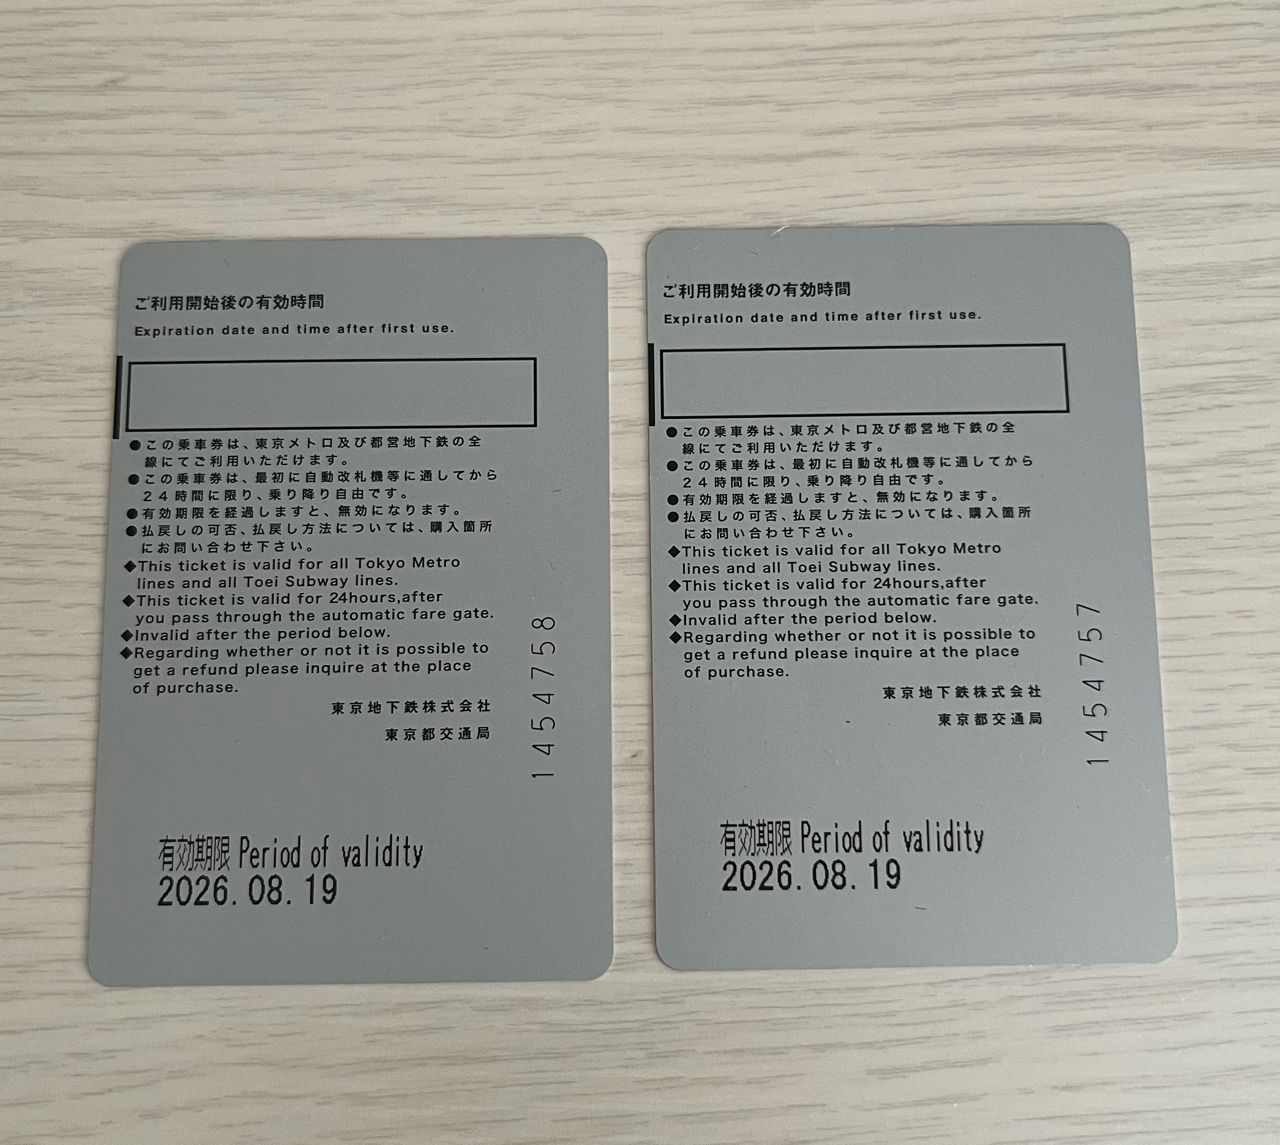 ご利用開始後の有効時間
Expiration date and time after first use.
●この乗車券は、東京メトロ及び都営地下鉄の全
線にてご利用いただけます。
●この乗車券は、最初に自動改札機等に通してから
24時間に限り、乗り降り自由です。
●有効期限を経過しますと、無効になります。
●払戻しの可否、払戻し方法については、購入箇所
にお問い合わせ下さい。
◆This ticket is valid for all Tokyo Metro
lines and all Toei Subway lines.
◆This ticket is valid for 24hours,after
you pass through the automatic fare gate.
◆Invalid after the period below.
◆Regarding whether or not it is possible to
get a refund please inquire at the place
of purchase.
東京地下鉄株式会社
東京都交通局
1454758
有効期限 Period of validity
2026.08.19
ご利用開始後の有効時間
Expiration date and time after first use.
●この乗車券は、東京メトロ及び都営地下鉄の全
線にてご利用いただけます。
●この乗車券は、最初に自動改札機等に通してから
24時間に限り、乗り降り自由です。
●有効期限を経過しますと、無効になります。
●払戻しの可否、払戻し方法については、購入箇所
にお問い合わせ下さい。
◆This ticket is valid for all Tokyo Metro
lines and all Toei Subway lines.
◆This ticket is valid for 24hours,after
you pass through the automatic fare gate.
◆Invalid after the period below.
◆Regarding whether or not it is possible to
get a refund please inquire at the place
of purchase.
東京地下鉄株式会社
東京都交通局
1454757
有効期限 Period of validity
2026.08.19